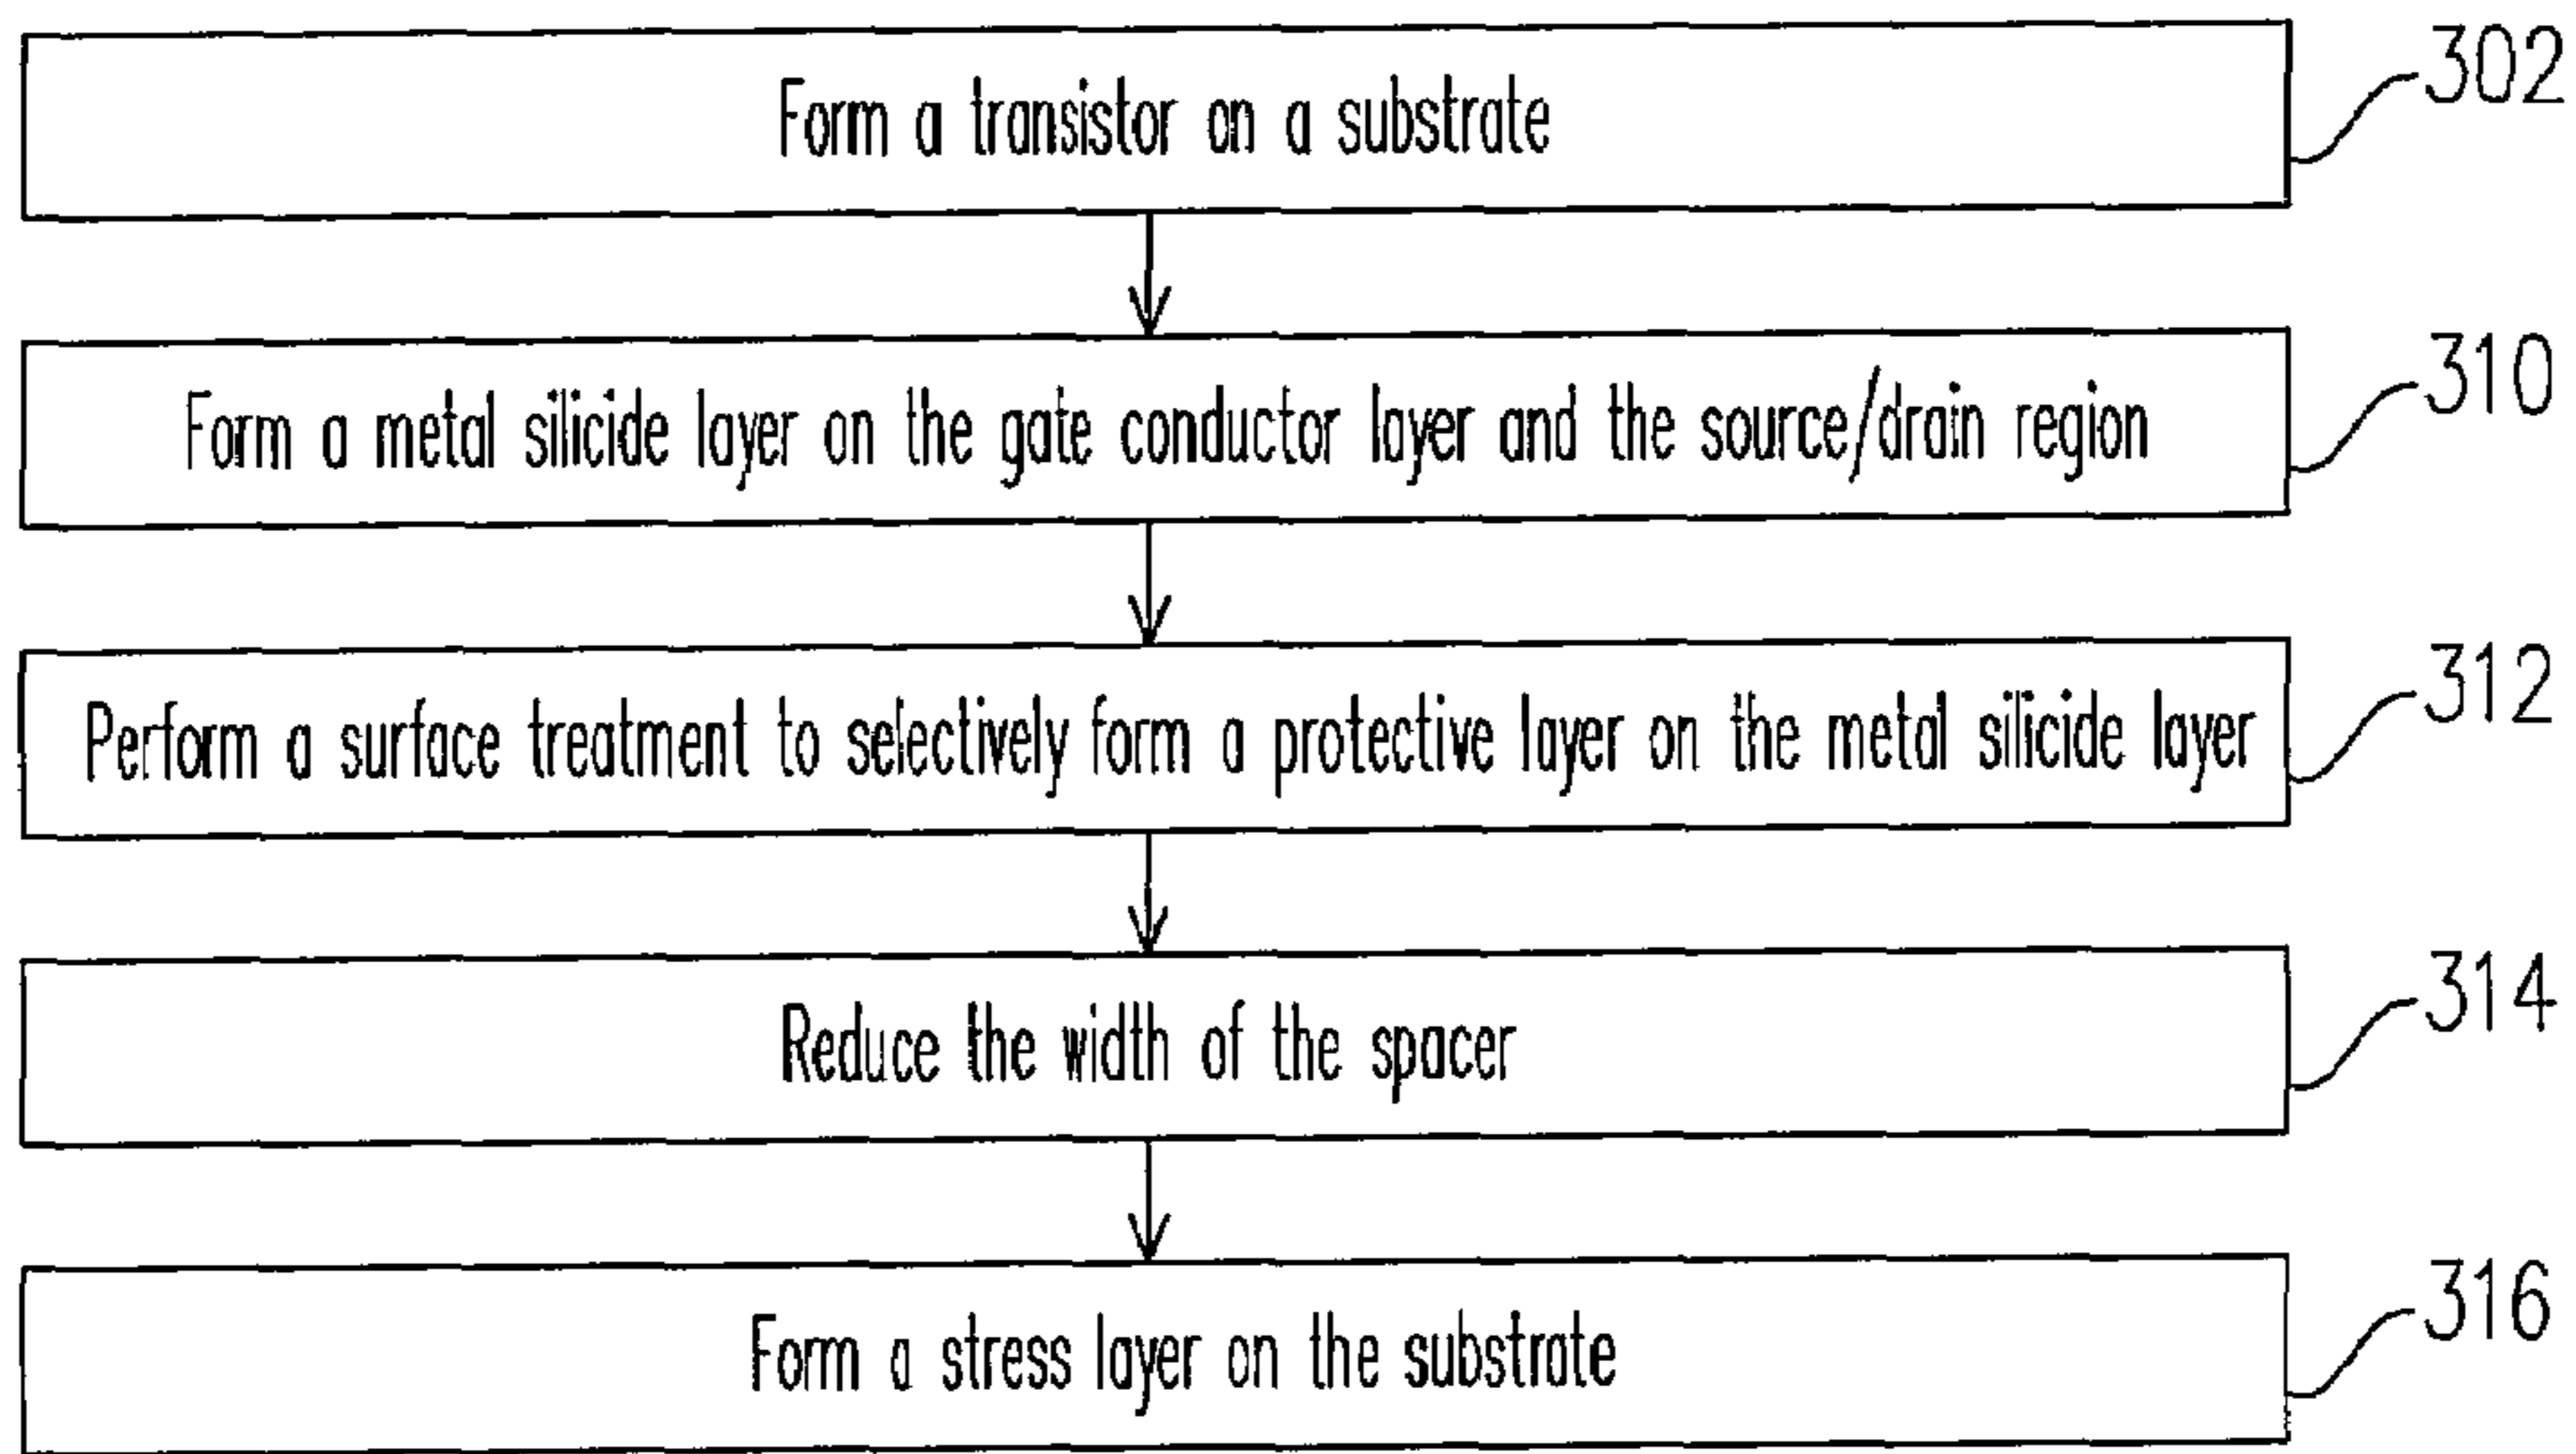 Form a transistor on a substrate
302
Form a metal silicide layer on the gate conductor layer and the source/drain region
310
Perform a surface treatment to selectively form a protective layer on the metal silicide layer
312
Reduce the width of the spacer
314
Form a stress layer on the substrate
316